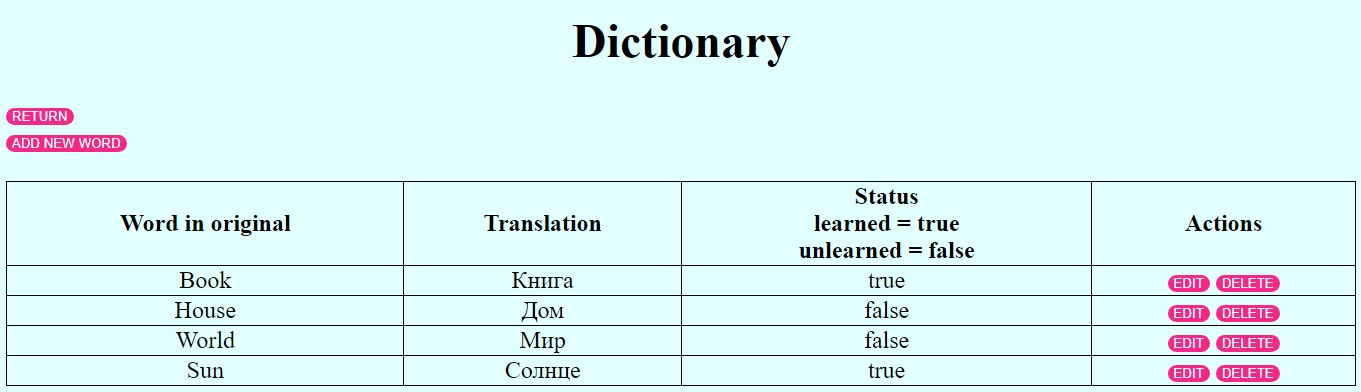 Dictionary
RETURN
ADD NEW WORD
Word in original Translation Status learned = true unlearned = false Actions
Book Книга true EDIT DELETE
House Дом false EDIT DELETE
World Мир false EDIT DELETE
Sun Солнце true EDIT DELETE